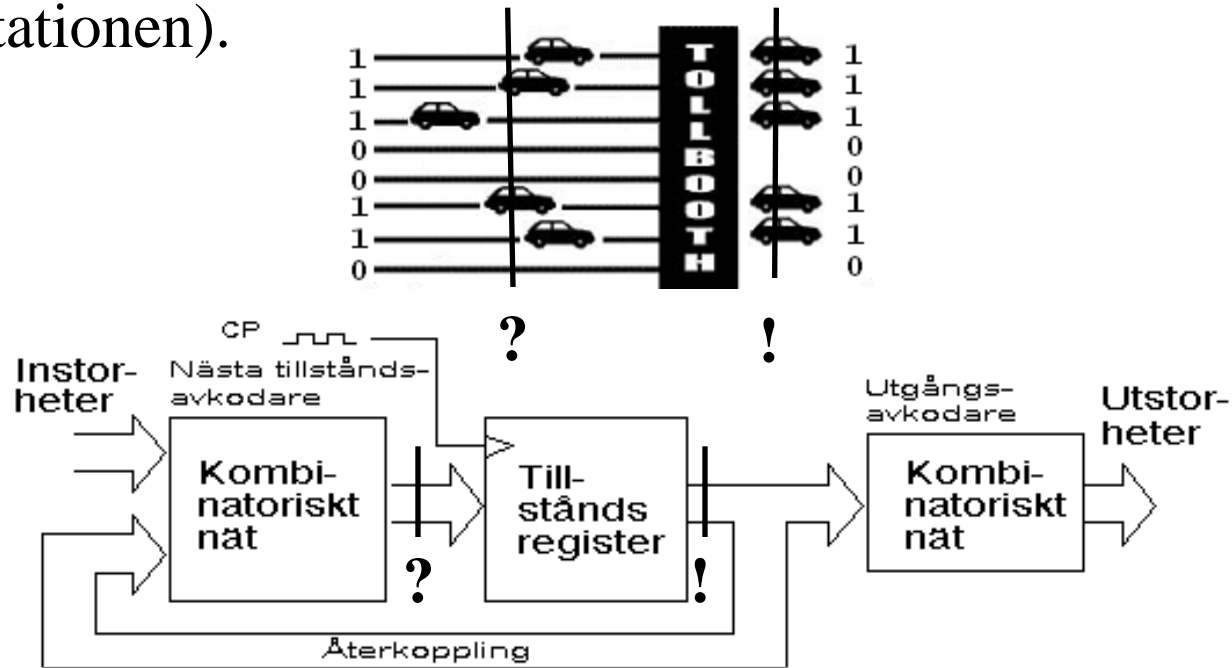 tationen).
1 1
1 1
1 1
0 0
0 0
1 1
1 1
0 0
TOLLBOOTH
? !
CP
Nästa tillstånds-
avkodare
Instor-
heter
Kombi-
natoriskt
nät
?
Till-
stånds
register
!
Utgångs-
avkodare
Kombi-
natoriskt
nät
Utstor-
heter
Återkoppling